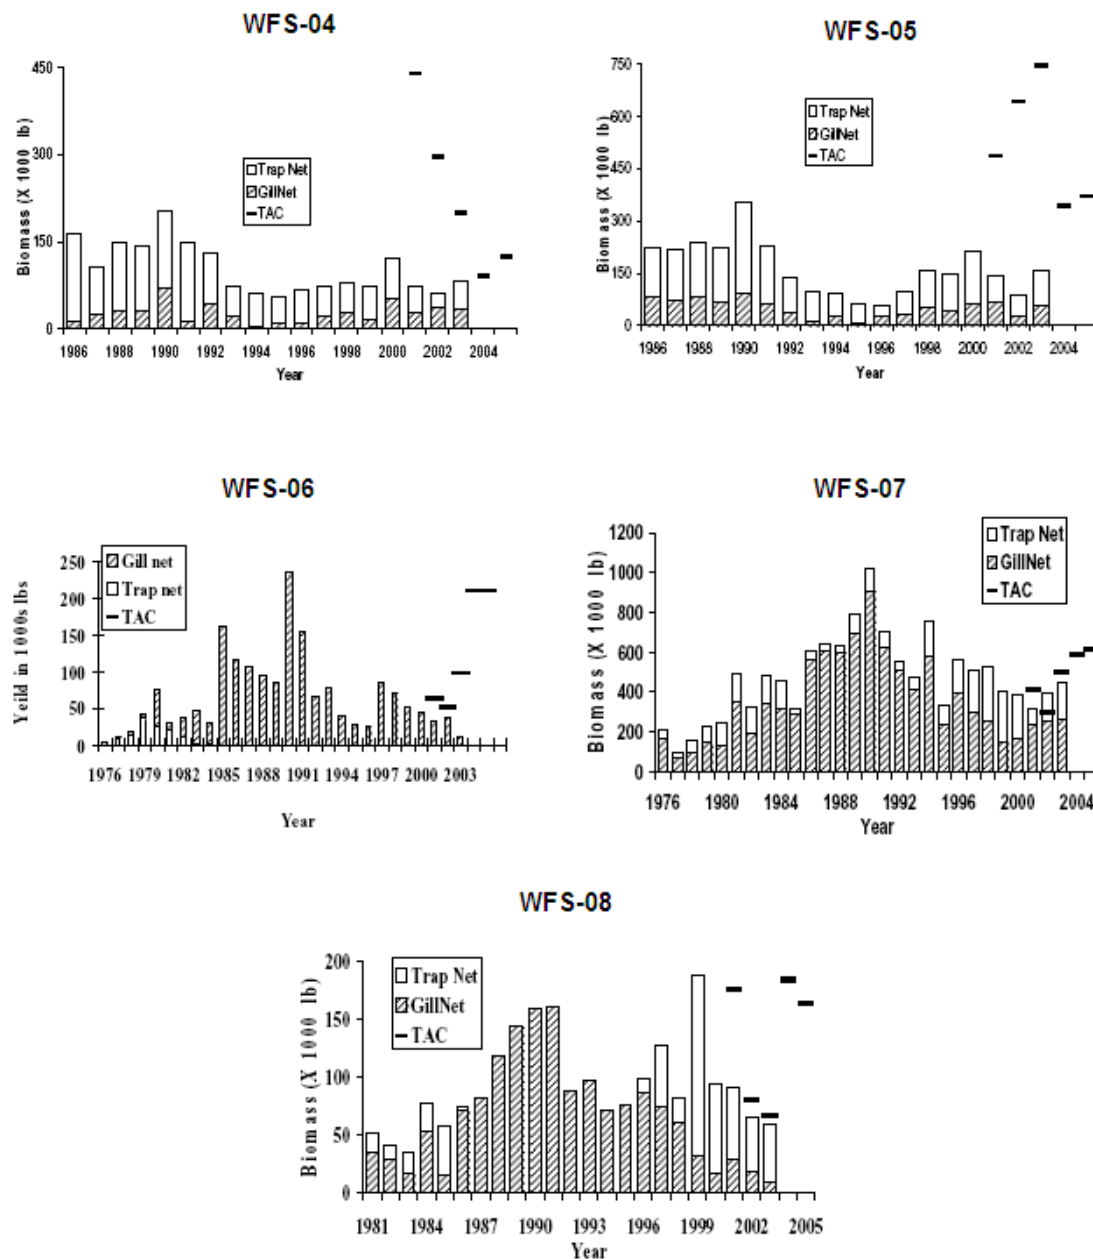 WFS-04
Biomass (X 1000 lb)
450
300
150
0
Trap Net
GillNet
TAC
1986 1988 1990 1992 1994 1996 1998 2000 2002 2004
Year
WFS-05
Biomass (X 1000 lb)
750
600
450
300
150
0
Trap Net
GillNet
TAC
1986 1988 1990 1992 1994 1996 1998 2000 2002 2004
Year
WFS-06
Yeild in 1000s lbs
250
200
150
100
50
0
Gill net
Trap net
TAC
1976 1979 1982 1985 1988 1991 1994 1997 2000 2003
Year
WFS-07
Biomass (X 1000 lb)
1200
1000
800
600
400
200
0
Trap Net
GillNet
TAC
1976 1980 1984 1988 1992 1996 2000 2004
Year
WFS-08
Biomass (X 1000 lb)
200
150
100
50
0
Trap Net
GillNet
TAC
1981 1984 1987 1990 1993 1996 1999 2002 2005
Year